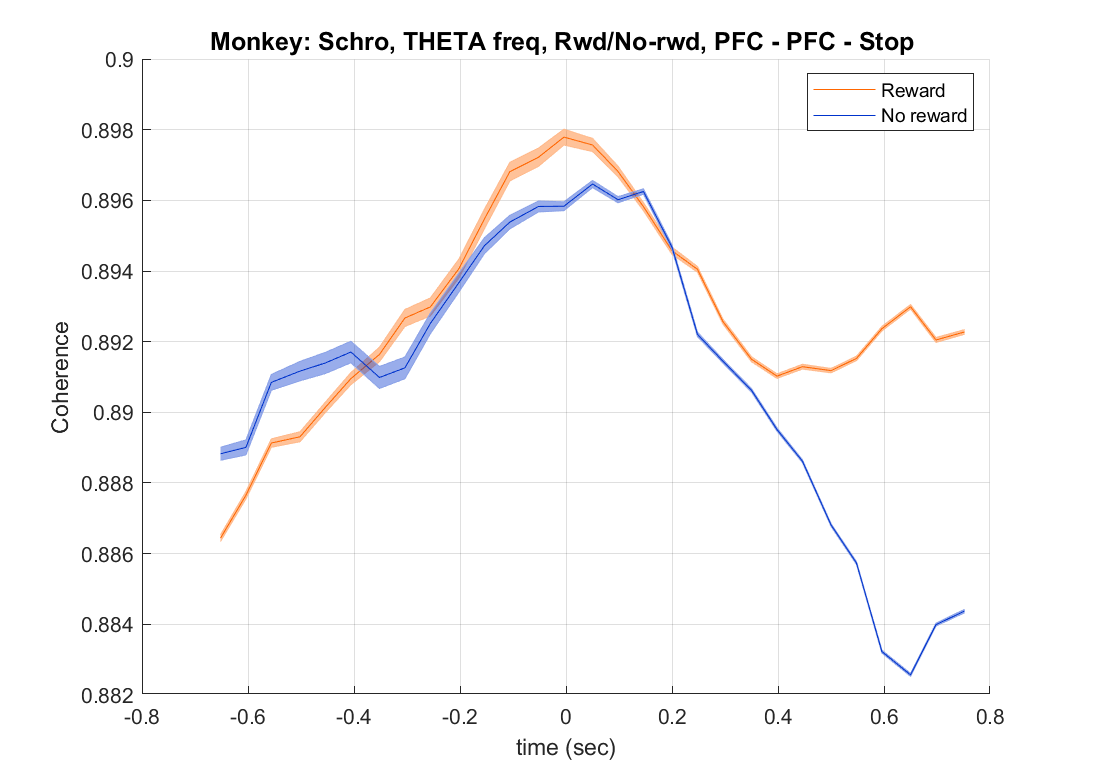 Monkey: Schro, THETA freq, Rwd/No-rwd, PFC - PFC - Stop
Reward
No reward
Coherence
0.9
0.898
0.896
0.894
0.892
0.89
0.888
0.886
0.884
0.882
-0.8 -0.6 -0.4 -0.2 0 0.2 0.4 0.6 0.8
time (sec)